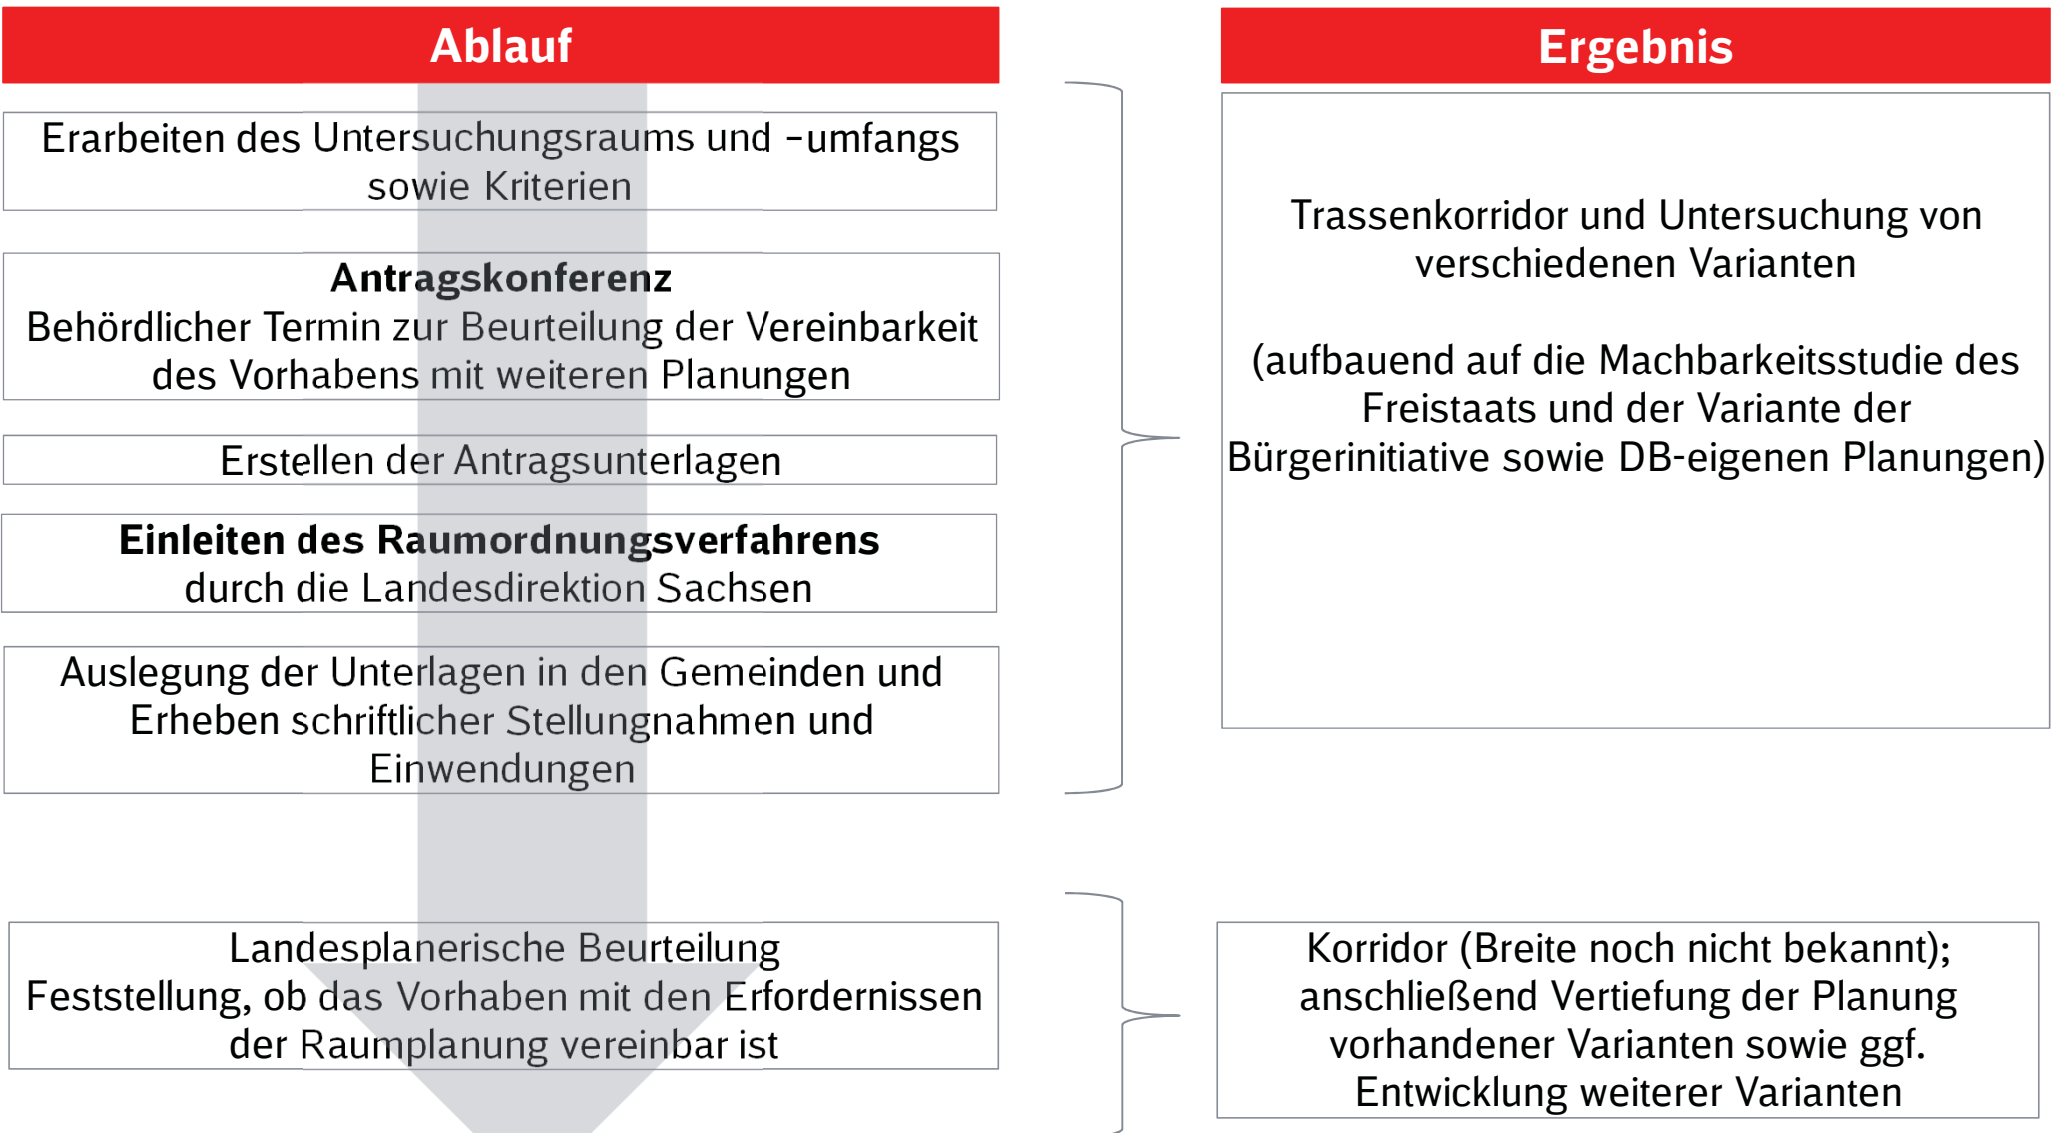 Ablauf
Erarbeiten des Untersuchungsraums und –umfangs
sowie Kriterien
Antragskonferenz
Behördlicher Termin zur Beurteilung der Vereinbarkeit
des Vorhabens mit weiteren Planungen
Erstellen der Antragsunterlagen
Einleiten des Raumordnungsverfahrens
durch die Landesdirektion Sachsen
Auslegung der Unterlagen in den Gemeinden und
Erheben schriftlicher Stellungnahmen und
Einwendungen
Landesplanerische Beurteilung
Feststellung, ob das Vorhaben mit den Erfordernissen
der Raumplanung vereinbar ist
Ergebnis
Trassenkorridor und Untersuchung von
verschiedenen Varianten
(aufbauend auf die Machbarkeitsstudie des
Freistaats und der Variante der
Bürgerinitiative sowie DB-eigenen Planungen)
Korridor (Breite noch nicht bekannt);
anschließend Vertiefung der Planung
vorhandener Varianten sowie ggf.
Entwicklung weiterer Varianten